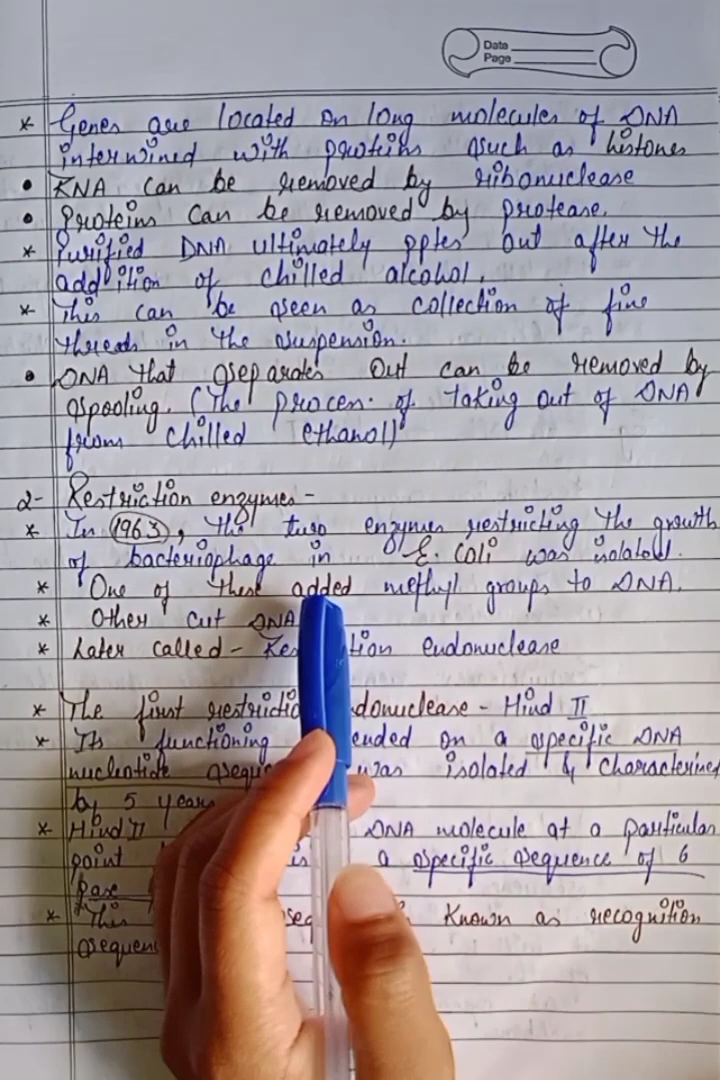 Date
Page
* Genes are located on long molecules of DNA
interwined with proteins such as histones
• RNA can be removed by ribonuclease
• Proteins can be removed by protease.
* Purified DNA ultimately pptes out after the
addition of chilled alcohol.
* This can be seen as collection of fine
threads in the suspension.
• DNA that separates out can be removed by
spooling. (The process of taking out of DNA
from chilled ethanol)
2- Restriction enzymes -
* In 1963, the two enzymes restricting the growth
of bacteriophage in E. Coli was isolated.
* One of these added methyl groups to DNA.
* Other cut DNA
* Later called - tion endonuclease
* The first donuclease - Hind II
* Its functioning ended on a specific DNA
nucleotide was isolated & characterized
by 5 years
* Hind II DNA molecule at a particular
point a specific sequence of 6
base
* This known as recognition